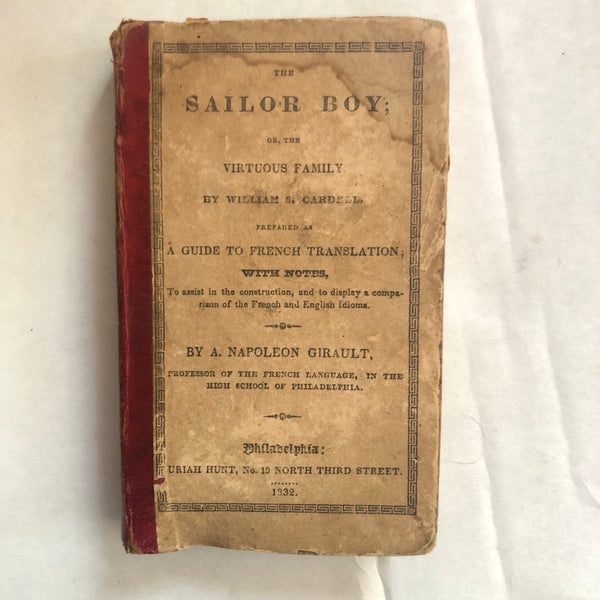 THE
SAILOR BOY;
OR, THE
VIRTUOUS FAMILY.
BY WILLIAM S. CARDELL.
PREPARED AS
A GUIDE TO FRENCH TRANSLATION;
WITH NOTES,
To assist in the construction, and to display a compa-
rison of the French and English Idioms.
BY A. NAPOLEON GIRAULT,
PROFESSOR OF THE FRENCH LANGUAGE, IN THE
HIGH SCHOOL OF PHILADELPHIA.
Philadelphia:
URIAH HUNT, No. 19 NORTH THIRD STREET.
1832.